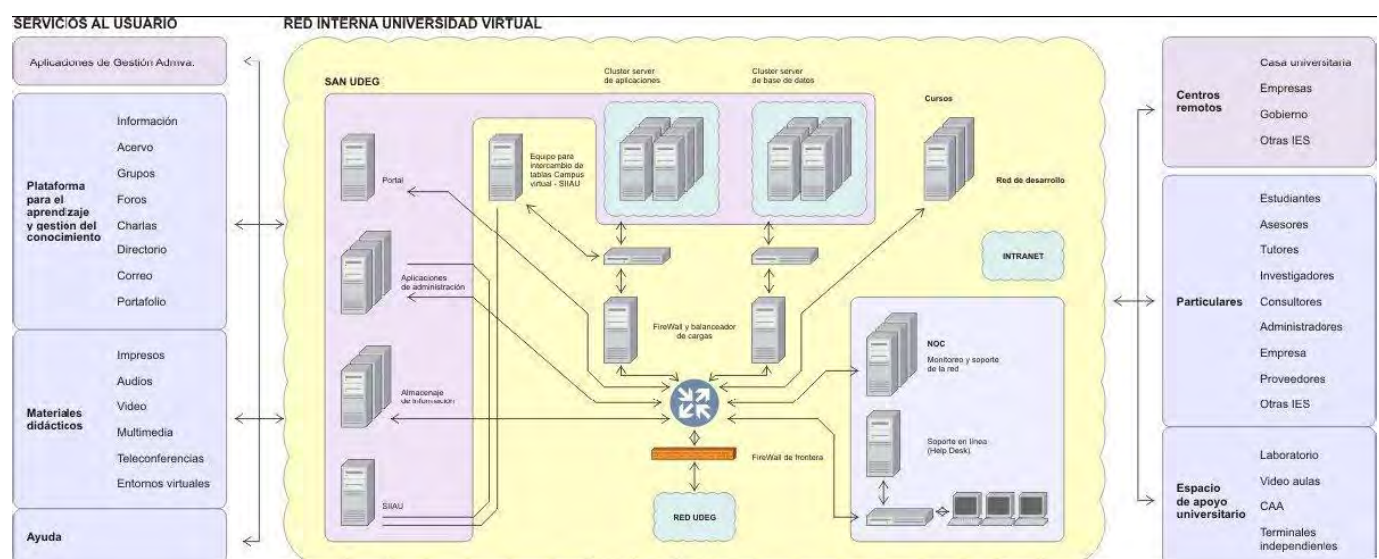 SERVICIOS AL USUARIO
RED INTERNA UNIVERSIDAD VIRTUAL
Aplicaciones de Gestión Admva.
Plataforma
para el
aprendizaje
y gestión del
conocimiento
Información
Acervo
Grupos
Foros
Charlas
Directorio
Correo
Portafolio
Materiales
didácticos
Impresos
Audios
Video
Multimedia
Teleconferencias
Entornos virtuales
Ayuda
SAN UDEG
Portal
Aplicaciones
de administración
Almacenaje
de información
SIIAU
Equipo para
intercambio de
tablas Campus
virtual - SIIAU
Cluster server
de aplicaciones
Cluster server
de base de datos
Cursos
Red de desarrollo
INTRANET
FireWall y balanceador
de cargas
FireWall de frontera
RED UDEG
NOC
Monitoreo y soporte
de la red
Soporte en línea
(Help Desk)
Centros
remotos
Casa universitaria
Empresas
Gobierno
Otras IES
Particulares
Estudiantes
Asesores
Tutores
Investigadores
Consultores
Administradores
Empresa
Proveedores
Otras IES
Espacio
de apoyo
universitario
Laboratorio
Video aulas
CAA
Terminales
independientes